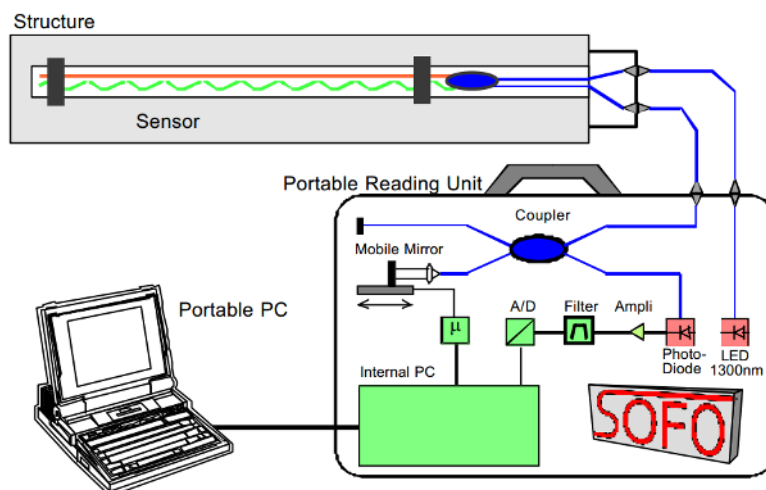 Structure
Sensor
Portable Reading Unit
Coupler
Mobile Mirror
Portable PC
A/D
Filter
Ampli
μ
Internal PC
Photo-
Diode
LED
1300nm
SOFO